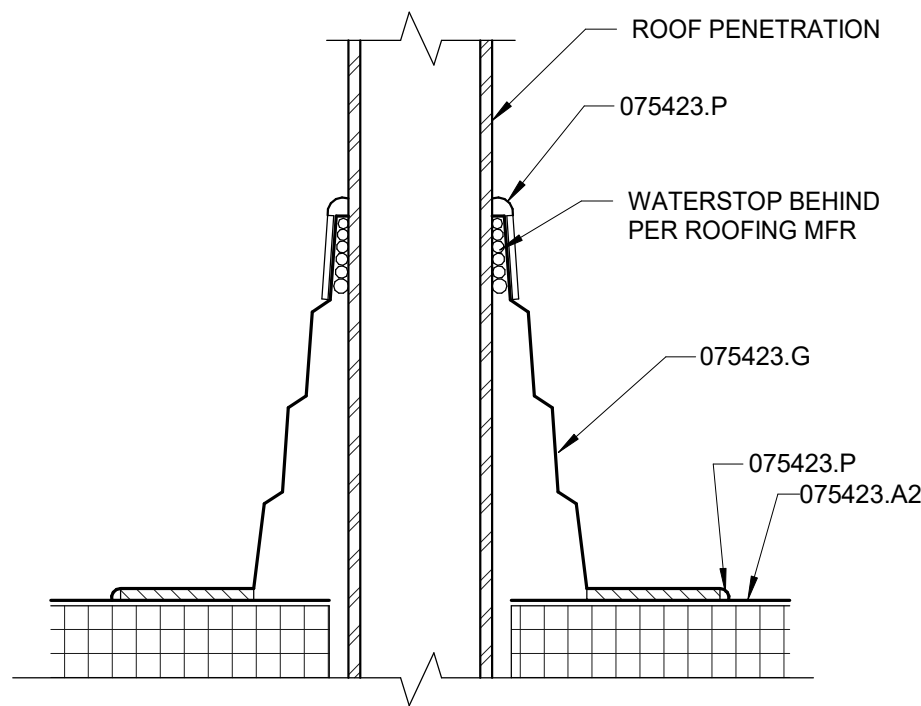 ROOF PENETRATION
075423.P
WATERSTOP BEHIND
PER ROOFING MFR
075423.G
075423.P
075423.A2